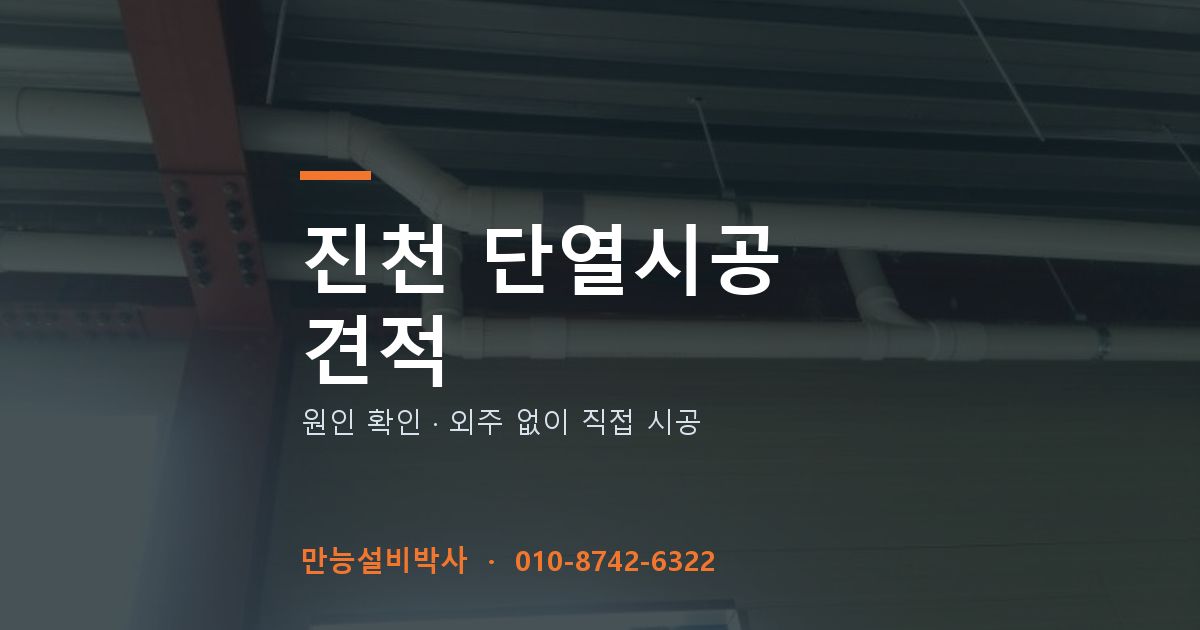 진천 단열시공
견적
원인 확인 · 외주 없이 직접 시공
만능설비박사 · 010-8742-6322